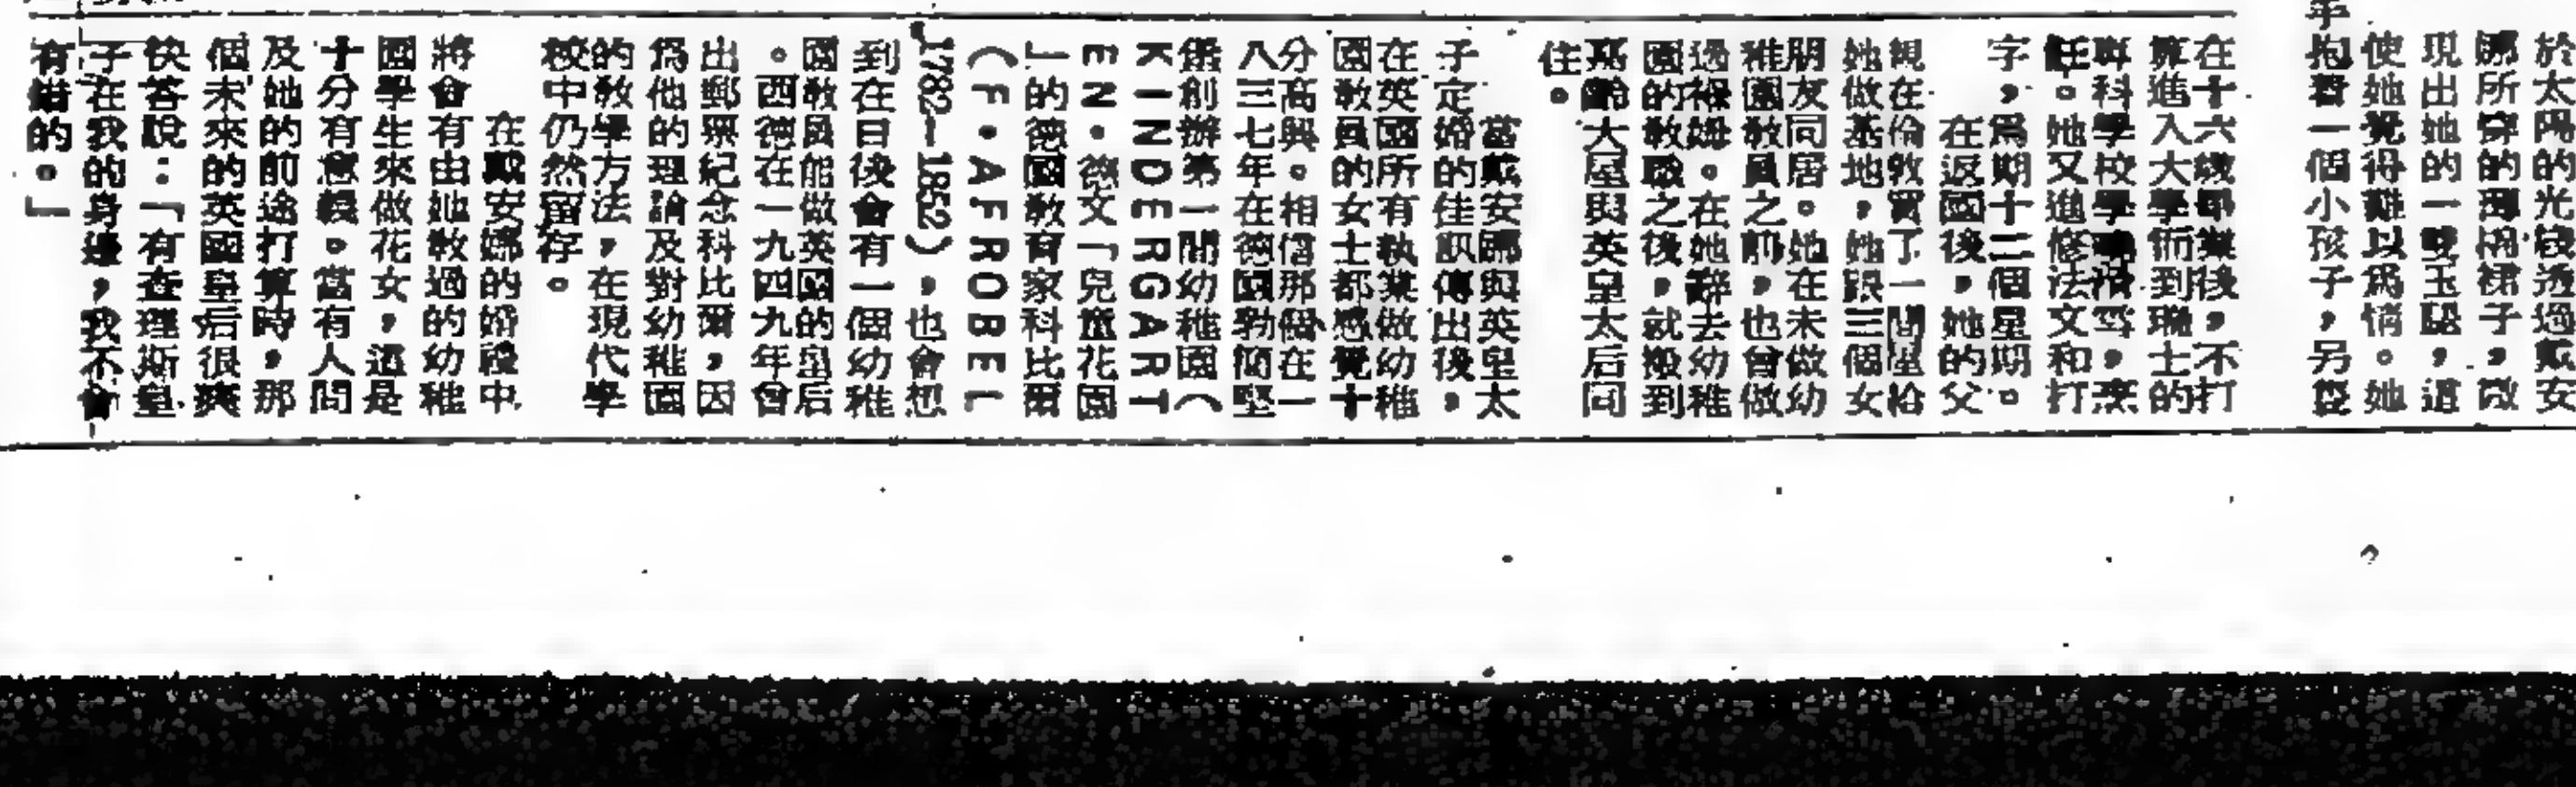 於太陽的光線透過戴安
娜所穿的薄棉裙子，微
現出她的一雙玉腿，這
使她覺得難以為情。她
手抱着一個小孩子，另
在十六歲畢業後，不打
算進入大學而到瑞士的
專科學校學
。她又進修法文和打
字，為期十二個星期。
在返國後，她的父
親在倫敦買了一間屋給
她做基地，她跟三個女
朋友同居。她在未做幼
稚園教員之前，也曾做
過褓姆。在她辭去幼稚
園的教職之後，就搬到
大屋與英皇太后同
住。
當戴安娜與英皇太
子定婚的佳訊傳出後，
在英國所有執業做幼稚
園教員的女士都感覺十
分高興。相信那個在一
八三七年在德國勃蘭堅
堡創辦第一間幼稚園（
KINDERGART
EN．德文「兒童花園
」的德國教育家科比爾
（F．AFROBEL
1782－1852），也會想
到在日後會有一個幼稚
園教員能做英國的皇后
。西德在一九四九年曾
出郵票紀念科比爾，因
為他的理論及對幼稚園
的教學方法，在現代學
校中仍然留存。
在戴安娜的婚禮中
將會有由她教過的幼稚
園學生來做花女，這是
十分有意義。當有人問
及她的前途打算時，那
個未來的英國皇后很爽
快答說：「有查理斯皇
子在我的身邊，我不會
有錯的。」